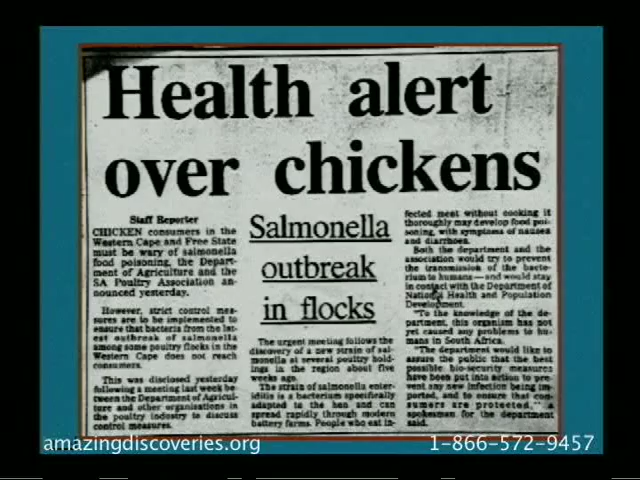 Health alert
over chickens
Staff Reporter
CHICKEN consumers in the
Western Cape and Free State
must be wary of salmonella
food poisoning, the Depart-
ment of Agriculture and the
SA Poultry Association an-
nounced yesterday.
However, strict control mea-
sures are to be implemented to
ensure that bacteria from the lat-
est outbreak of salmonella
among some poultry flocks in the
Western Cape does not reach
consumers.
This was disclosed yesterday
following a meeting last week be-
tween the Department of Agricul-
ture and other organisations in
the poultry industry to discuss
control measures.
Salmonella
outbreak
in flocks
The urgent meeting follows the
discovery of a new strain of sal-
monella at several poultry hold-
ings in the region about five
weeks ago.
The strain of salmonella enter-
itidis is a bacterium specifically
adapted to the hen and can
spread rapidly through modern
battery farms. People who eat in-
fected meat without cooking it
thoroughly may develop food poi-
soning, with symptoms of nausea
and diarrhoea.
Both the department and the
association would try to prevent
the transmission of the bacte-
rium to humans — and would stay
in contact with the Department of
National Health and Population
Development.
"To the knowledge of the de-
partment, this organism has not
yet caused any problems to hu-
mans in South Africa.
"The department would like to
assure the public that the best
possible bio-security measures
have been put into action to pre-
vent any new infection being im-
ported, and to ensure that con-
sumers are protected," a
spokesman for the department
said.
amazingdiscoveries.org
1-866-572-9457